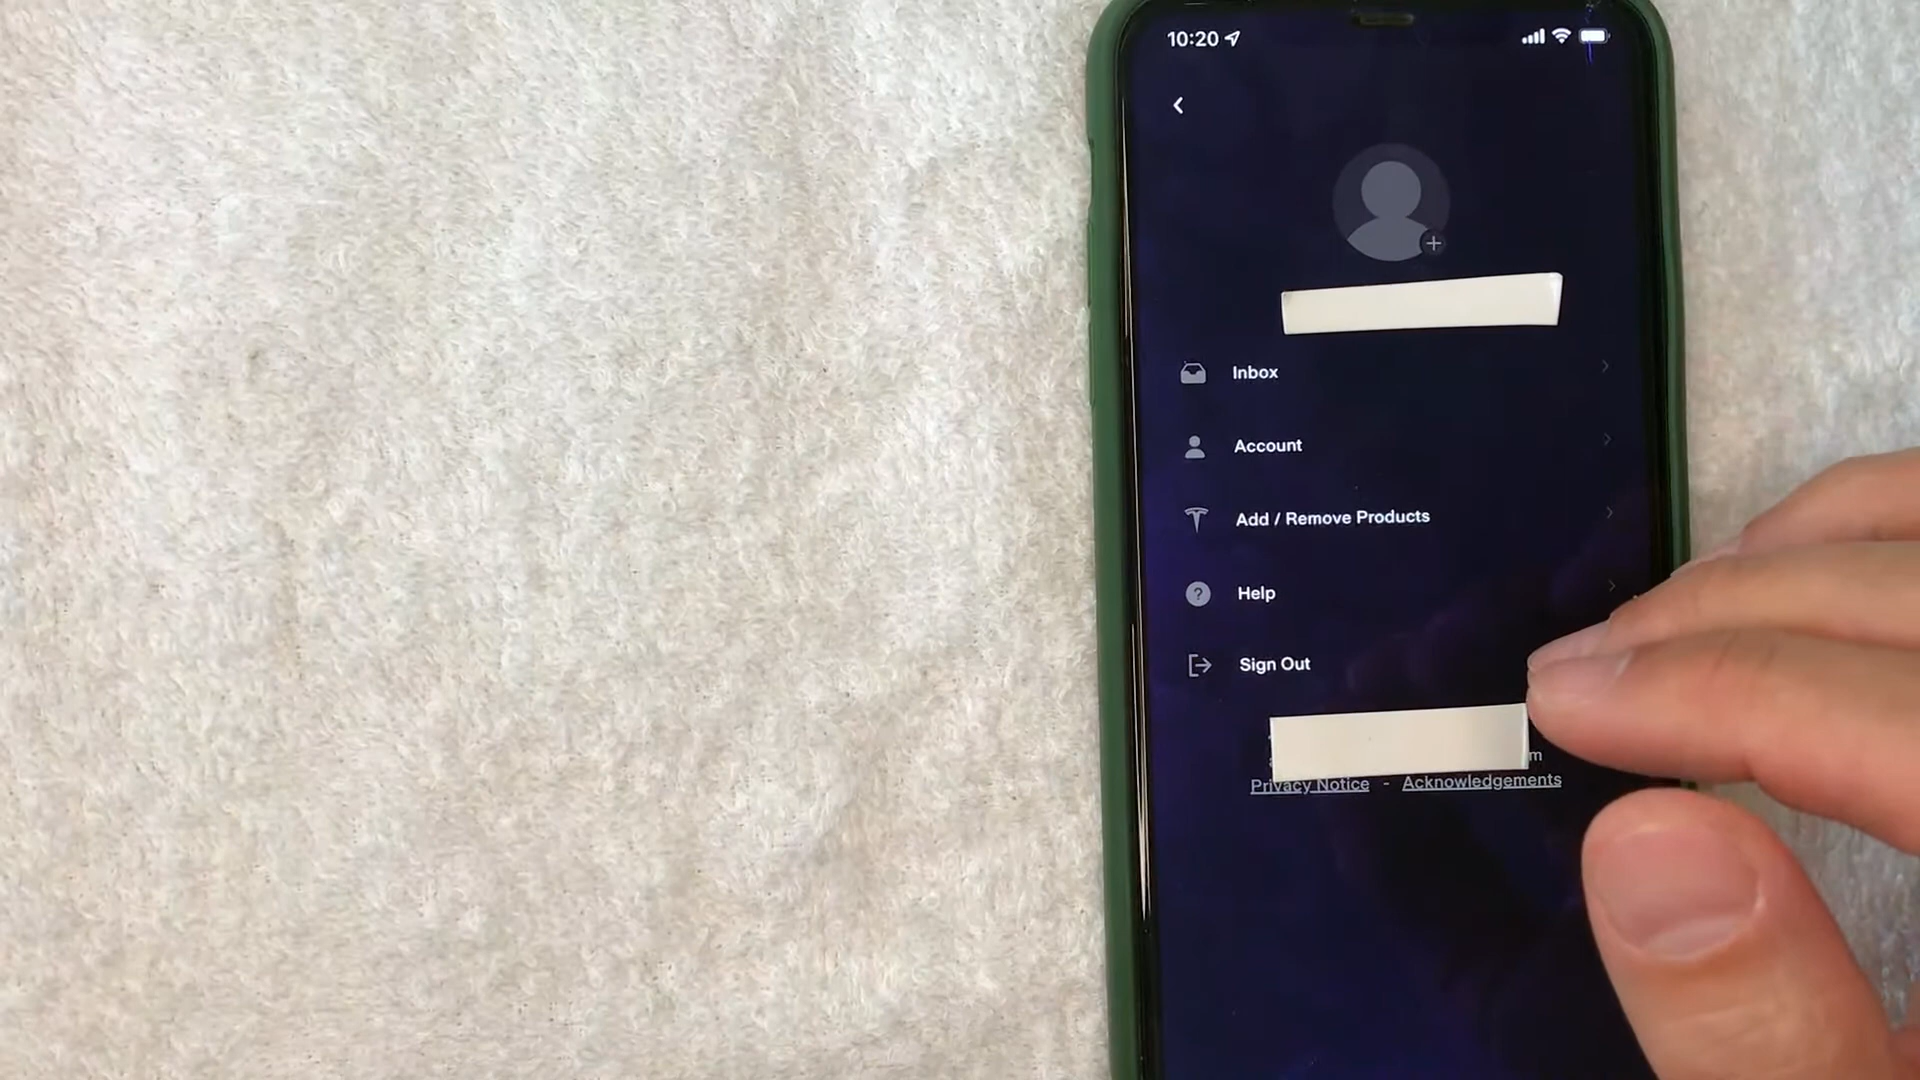 10:20
Inbox
Account
Add / Remove Products
Help
Sign Out
Privacy Notice - Acknowledgements